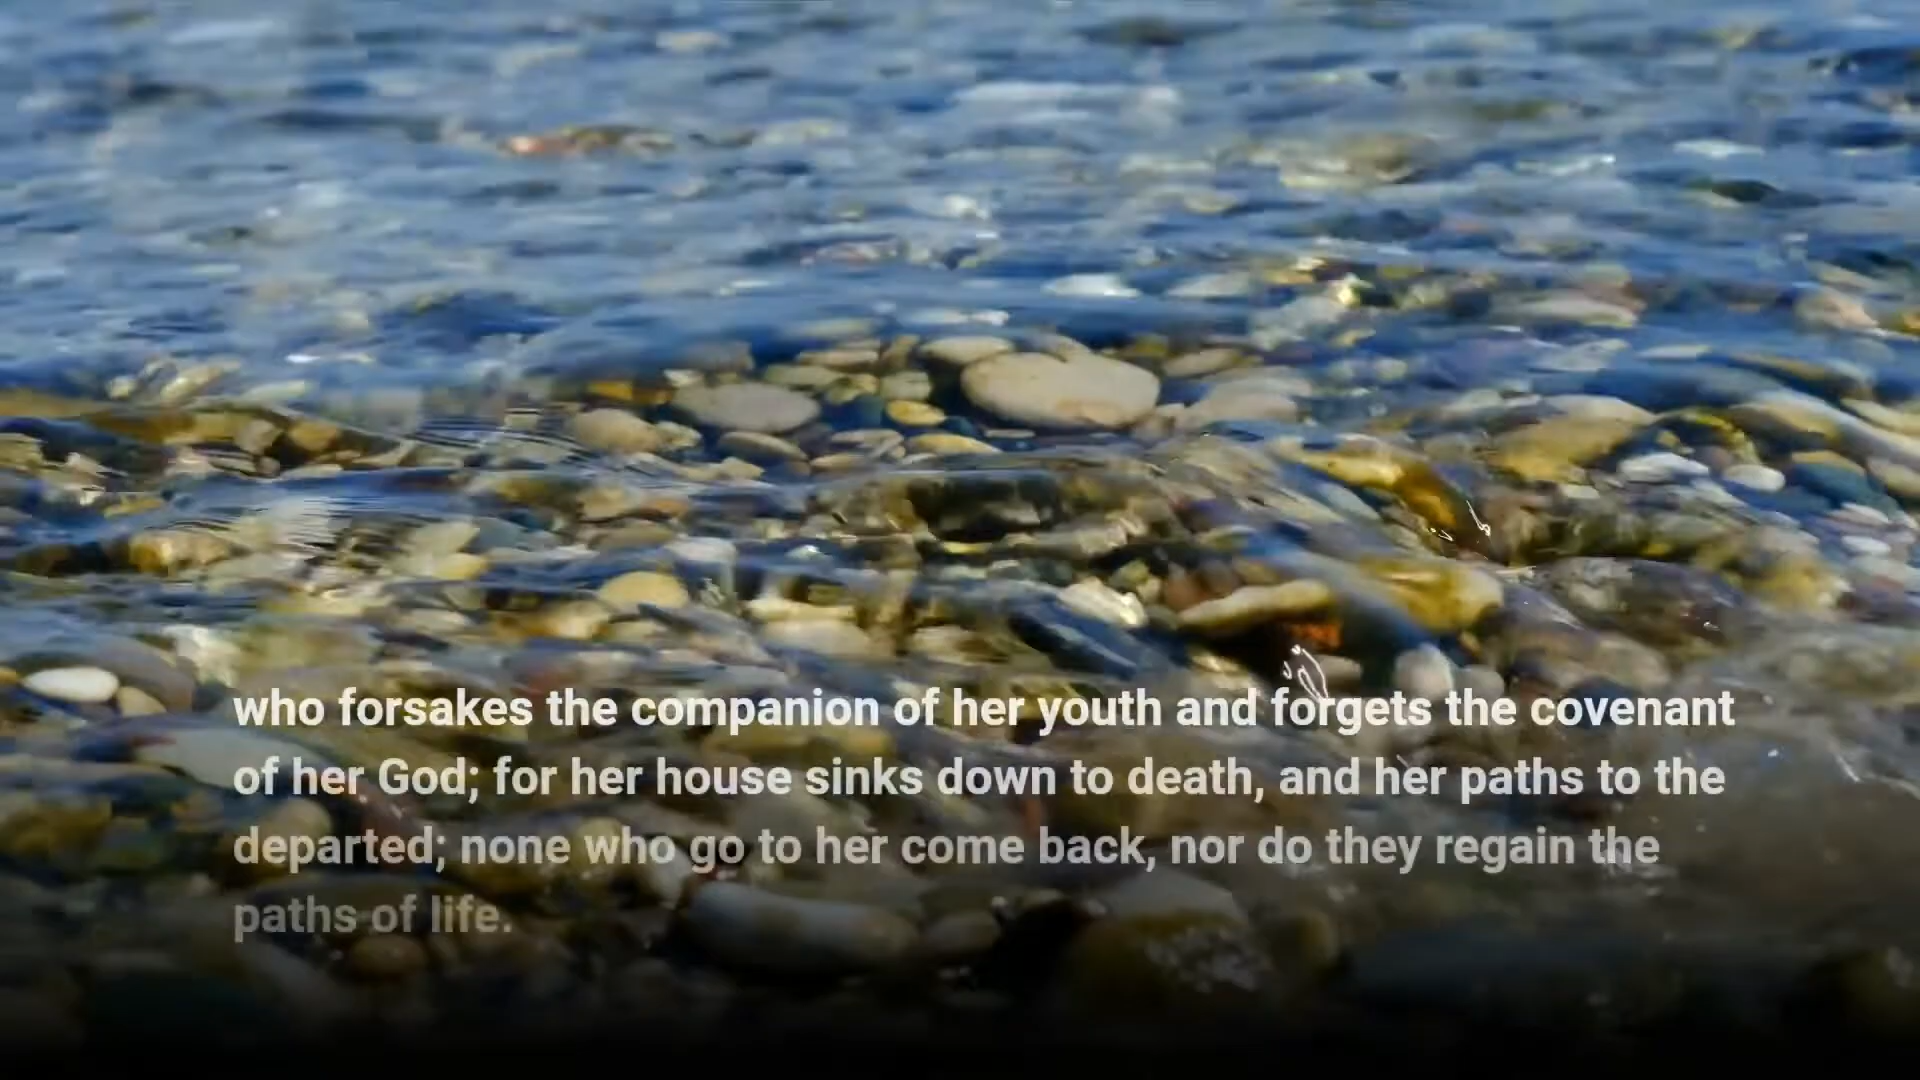 who forsakes the companion of her youth and forgets the covenant
of her God; for her house sinks down to death, and her paths to the
departed; none who go to her come back, nor do they regain the
paths of life.